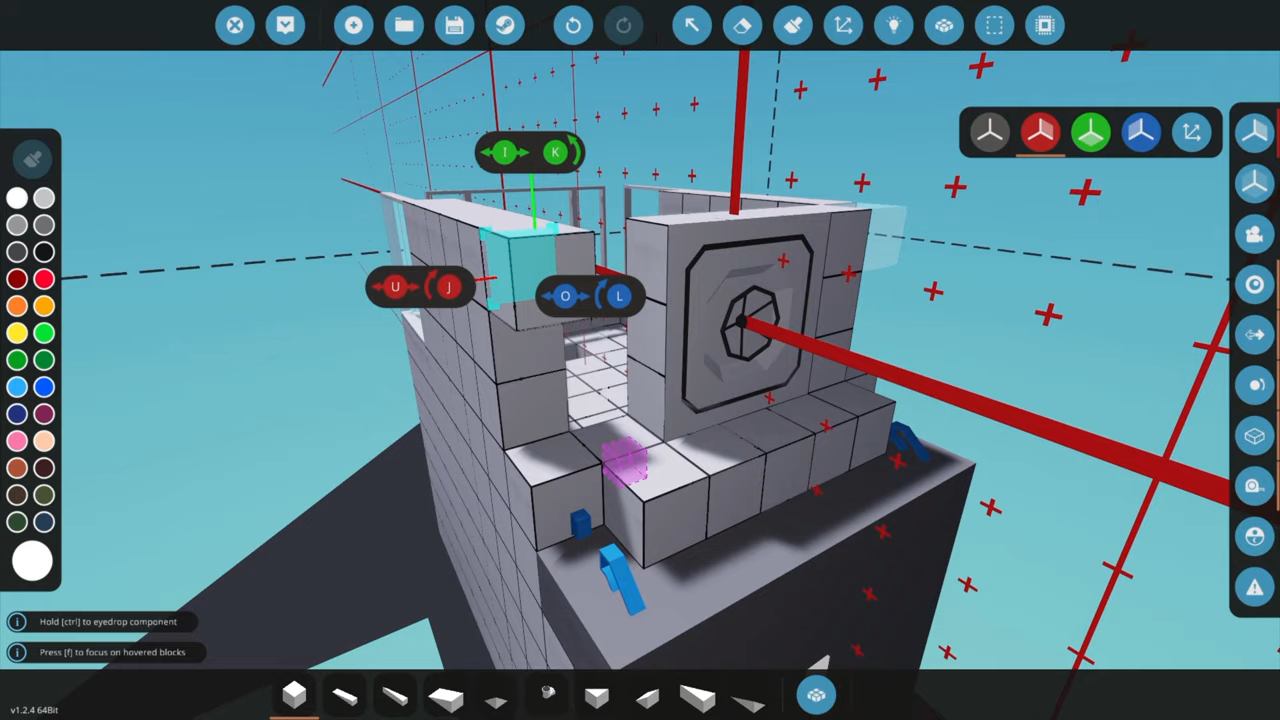 I K
U J
O L
Hold [ctrl] to eyedrop component
Press [f] to focus on hovered blocks
v1.2.4 64Bit